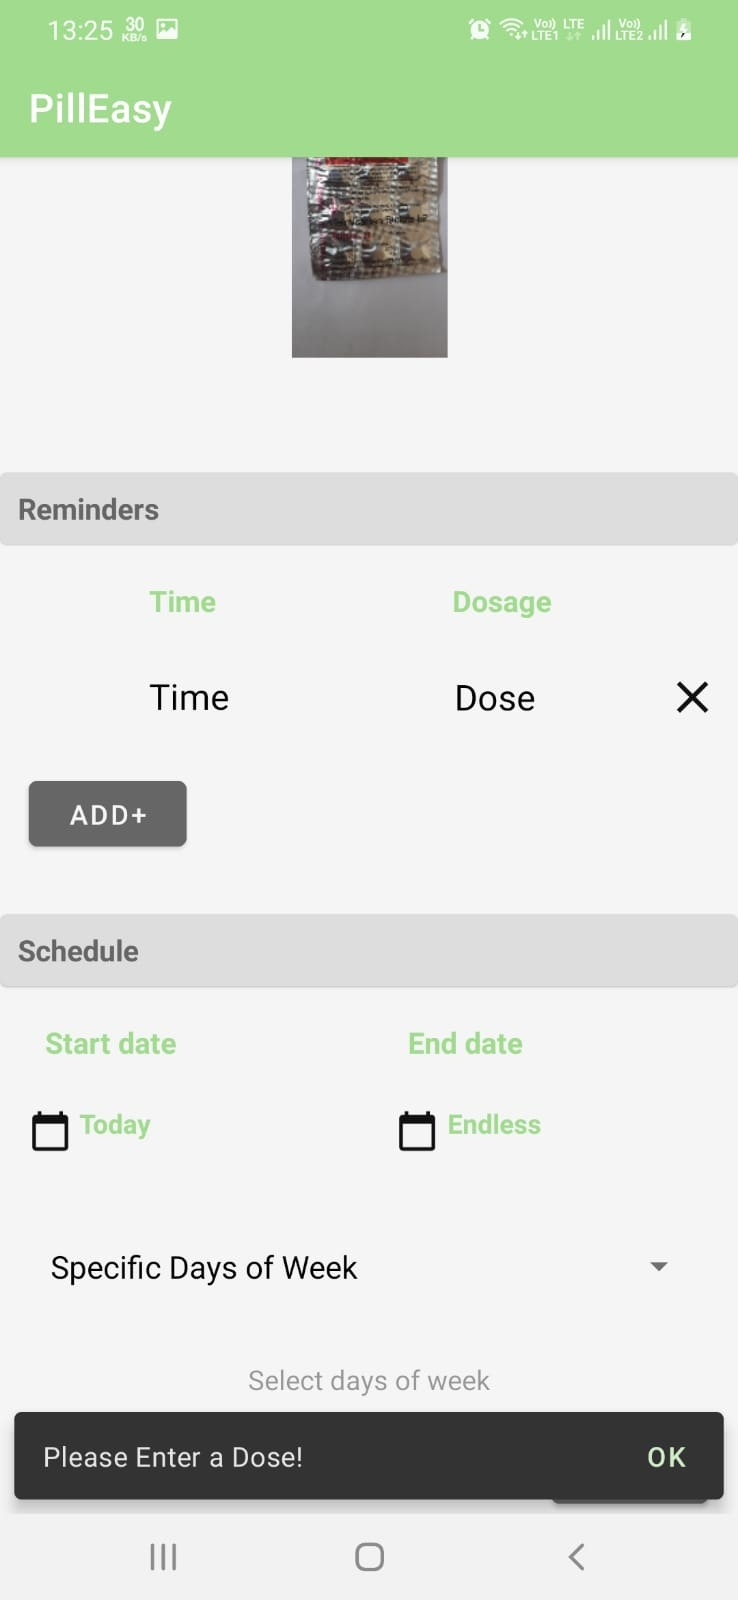 13:25 30 KB/s Vo) LTE1 LTE Vo) LTE2
PillEasy
Reminders
Time Dosage
Time Dose
ADD+
Schedule
Start date End date
Today Endless
Specific Days of Week
Select days of week
Please Enter a Dose! OK